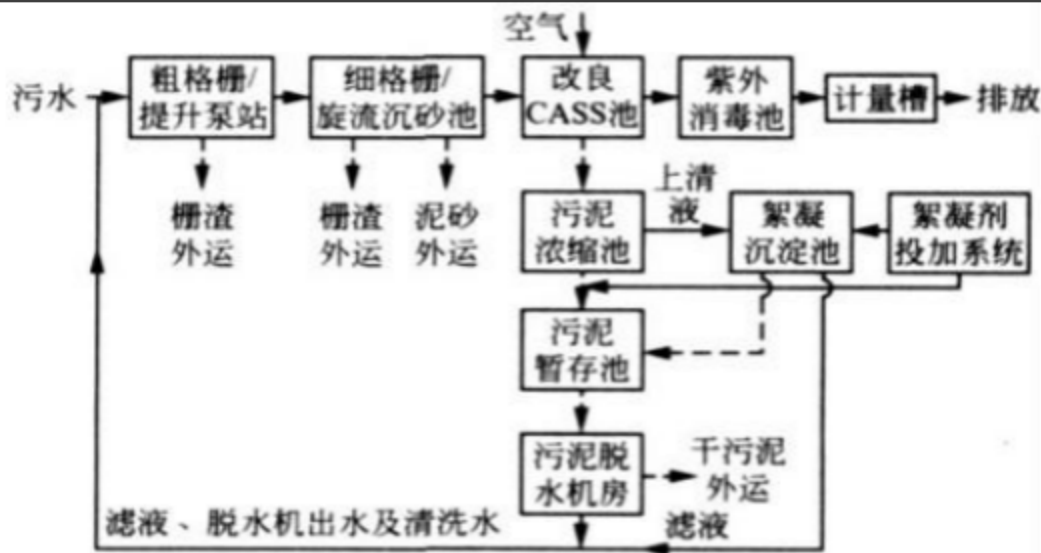 空气
污水
粗格栅/
提升泵站
细格栅/
旋流沉砂池
改良
CASS池
紫外
消毒池
计量槽
排放
栅渣
外运
栅渣
外运
泥砂
外运
污泥
浓缩池
上清
液
絮凝
沉淀池
絮凝剂
投加系统
污泥
暂存池
污泥脱
水机房
干污泥
外运
滤液、脱水机出水及清洗水
滤液